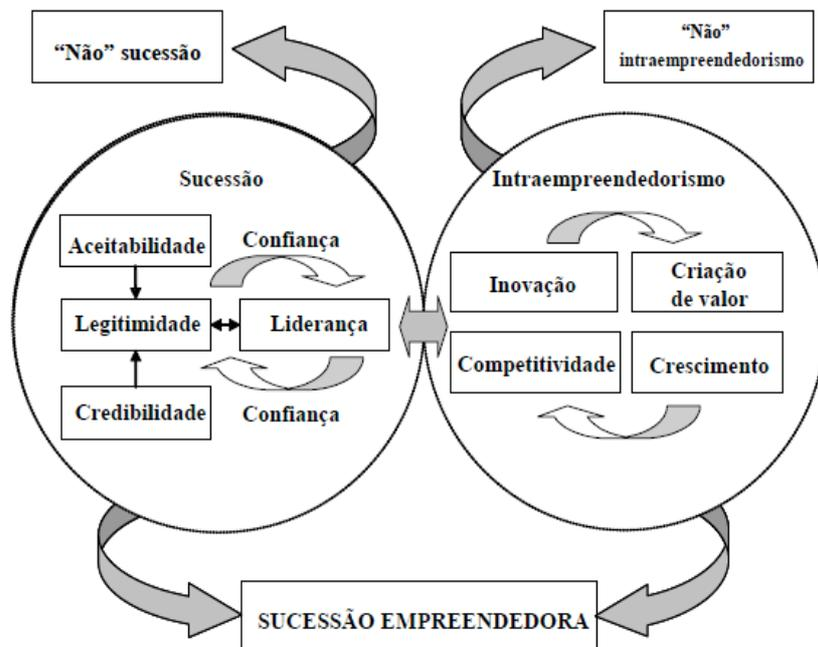 “Não” sucessão
“Não”
intraempreendedorismo
Sucessão
Aceitabilidade
Confiança
Legitimidade
Liderança
Credibilidade
Confiança
Intraempreendedorismo
Inovação
Criação
de valor
Competitividade
Crescimento
SUCESSÃO EMPREENDEDORA